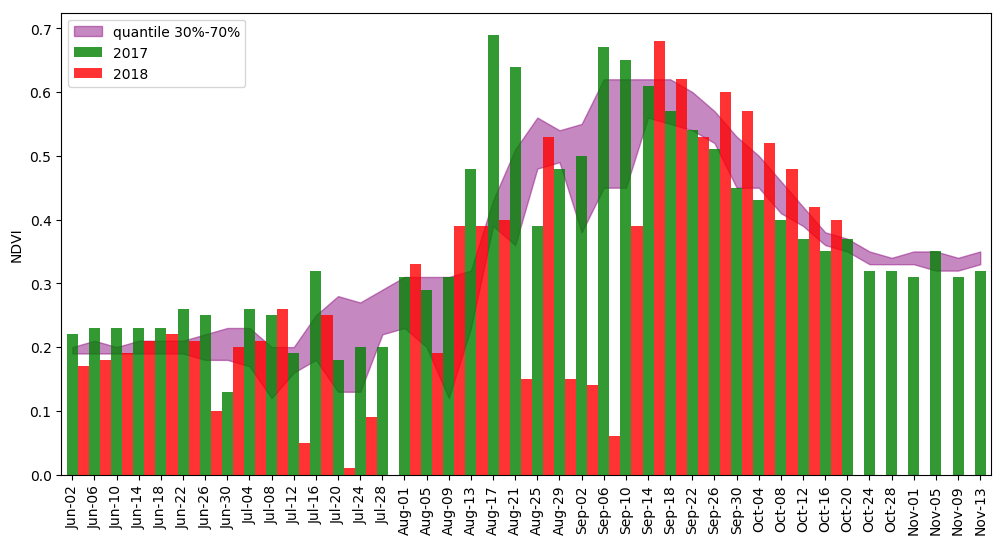 quantile 30%-70%
2017
2018
NDVI
0.7
0.6
0.5
0.4
0.3
0.2
0.1
0.0
Jun-02
Jun-06
Jun-10
Jun-14
Jun-18
Jun-22
Jun-26
Jun-30
Jul-04
Jul-08
Jul-12
Jul-16
Jul-20
Jul-24
Jul-28
Aug-01
Aug-05
Aug-09
Aug-13
Aug-17
Aug-21
Aug-25
Aug-29
Sep-02
Sep-06
Sep-10
Sep-14
Sep-18
Sep-22
Sep-26
Sep-30
Oct-04
Oct-08
Oct-12
Oct-16
Oct-20
Oct-24
Oct-28
Nov-01
Nov-05
Nov-09
Nov-13